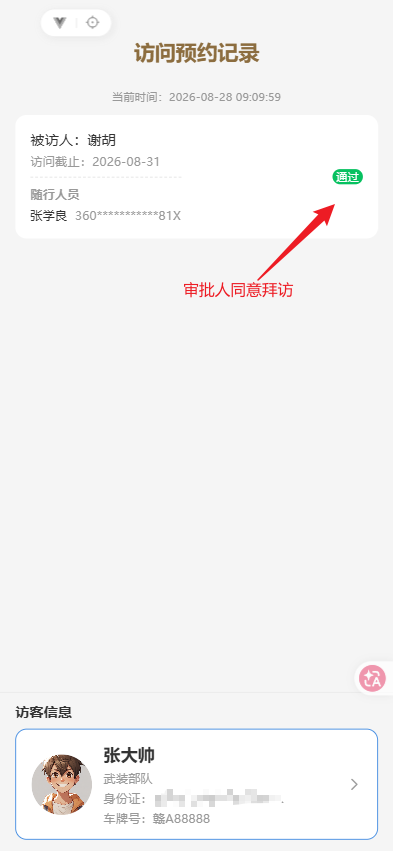 访问预约记录
当前时间：2026-08-28 09:09:59
被访人：谢胡
访问截止：2026-08-31
通过
随行人员
张学良 360***********81X
审批人同意拜访
访客信息
张大帅
武装部队
身份证：
车牌号：赣A88888